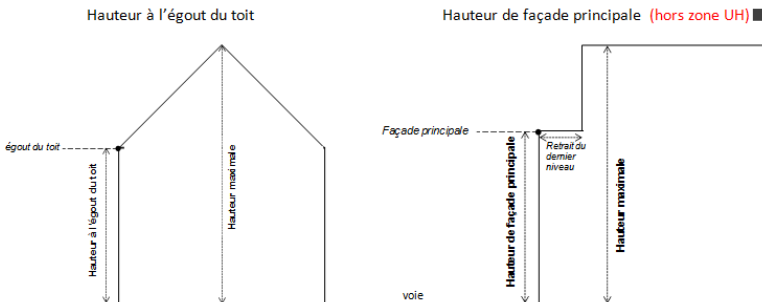 Hauteur à l'égout du toit
Hauteur de façade principale (hors zone UH)
égout du toit
Hauteur à l'égout du toit
Hauteur maximale
Façade principale
Retrait du
dernier
niveau
Hauteur de façade principale
Hauteur maximale
voie